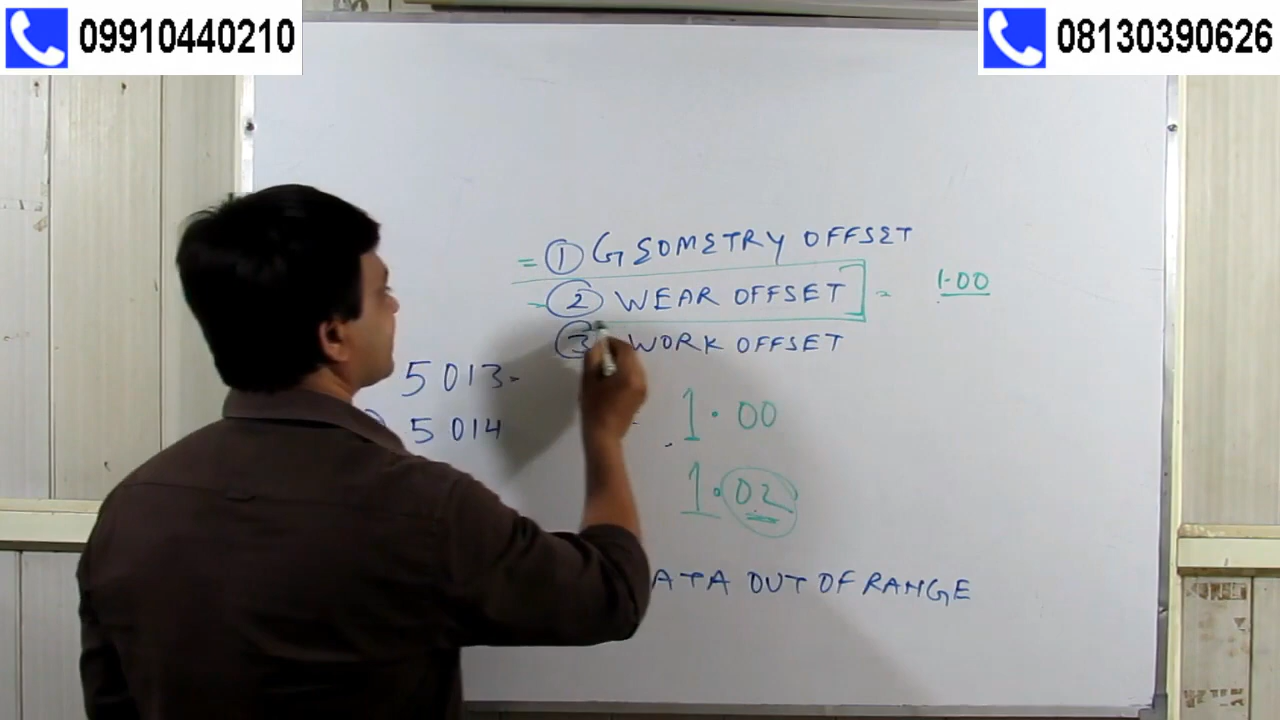 09910440210
08130390626
= ① GEOMETRY OFFSET
- ② WEAR OFFSET ] = 1.00
③ WORK OFFSET
5013-
5014
1.00
1.02
ATA OUT OF RANGE